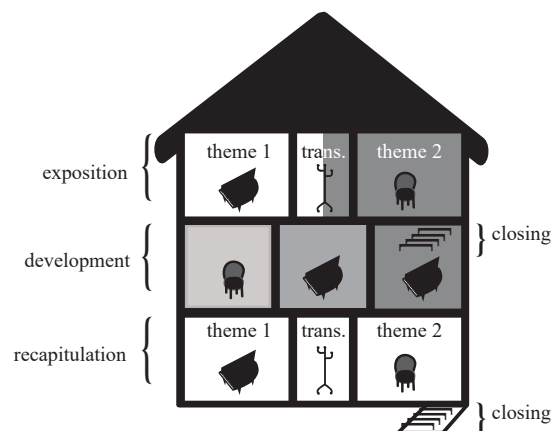 theme 1 trans. theme 2
exposition
closing
development
theme 1 trans. theme 2
recapitulation
closing